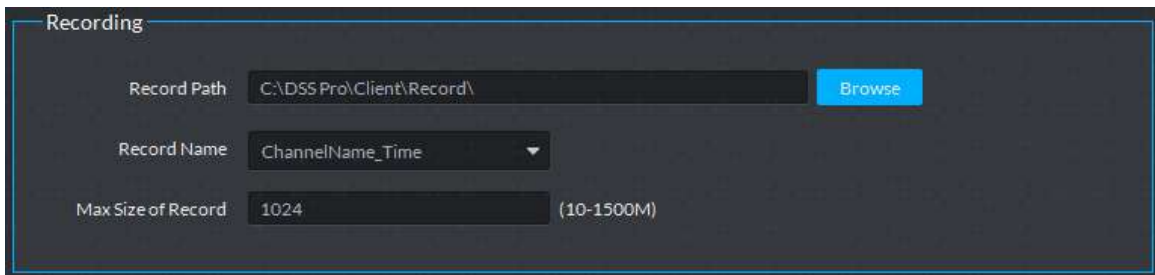 Recording
Record Path C:\DSS Pro\Client\Record\ Browse
Record Name ChannelName_Time
Max Size of Record 1024 (10-1500M)